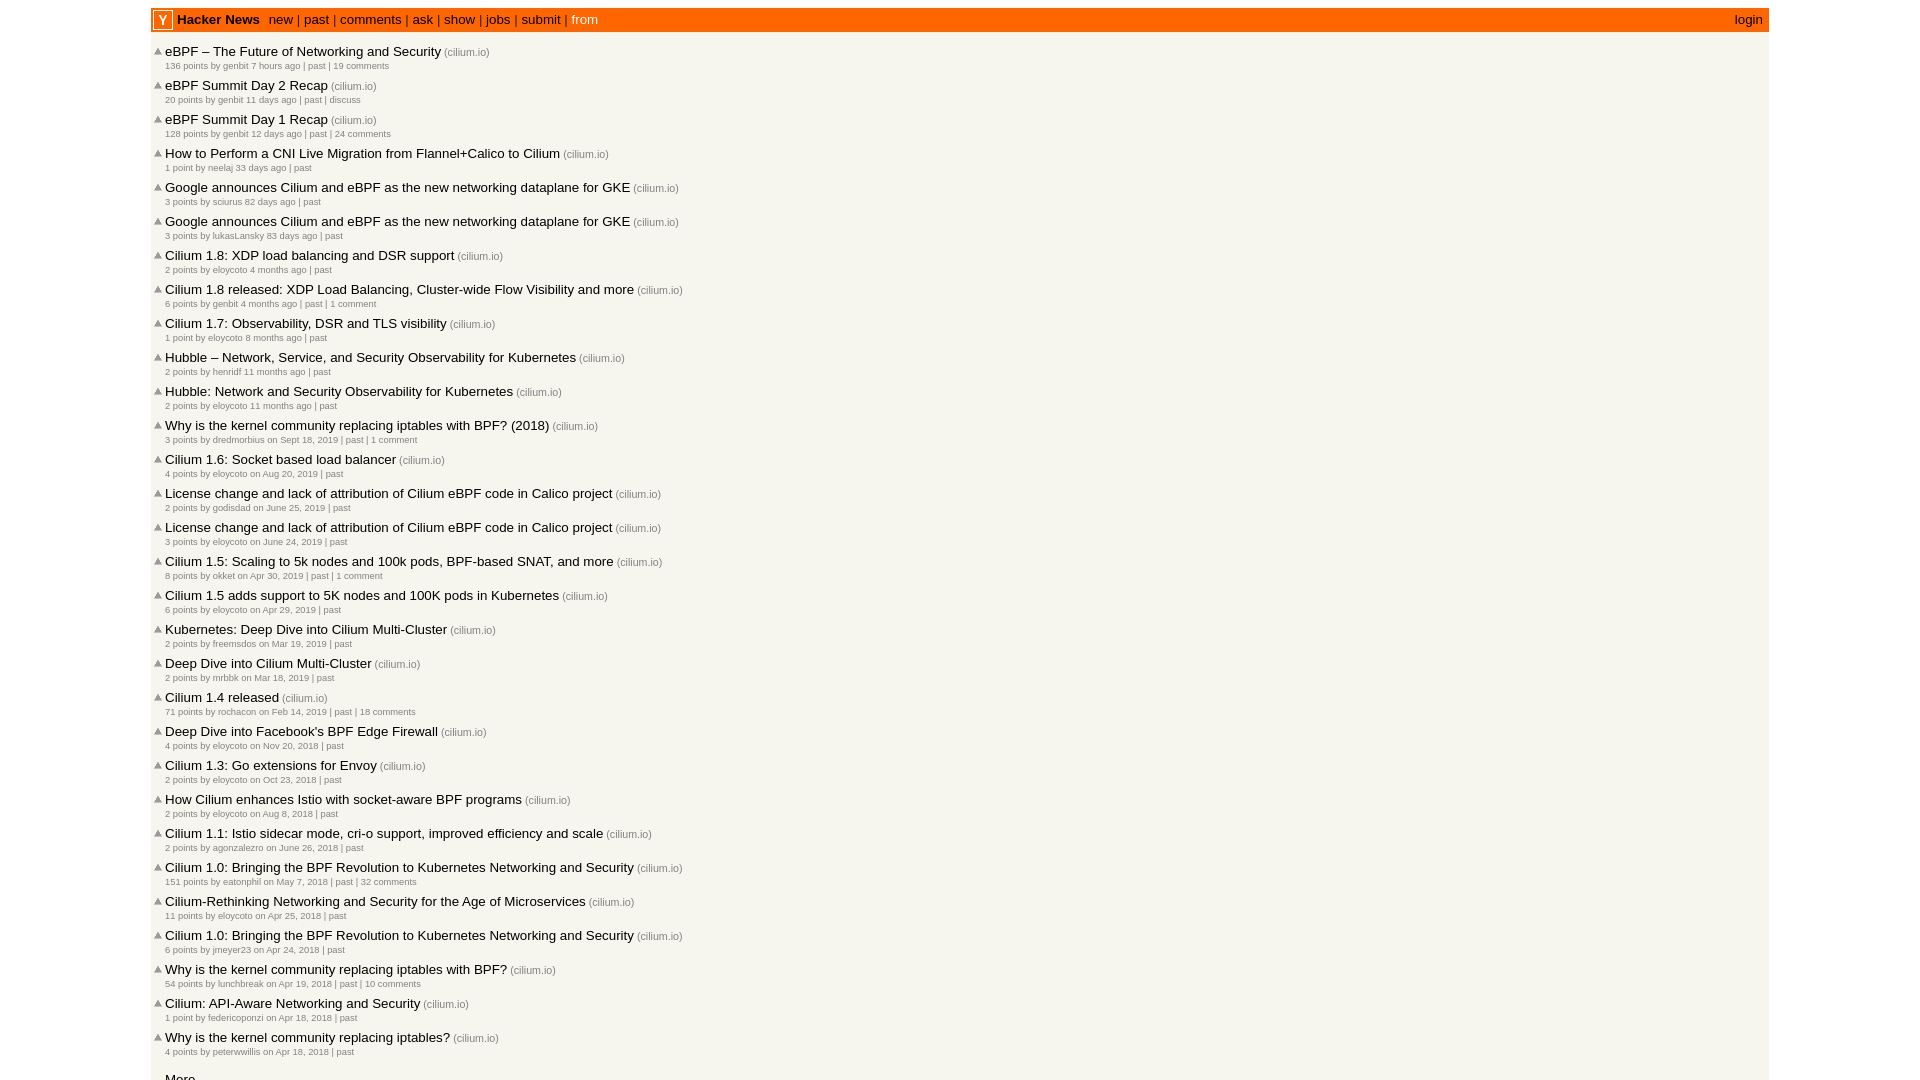 Y Hacker News new | past | comments | ask | show | jobs | submit | from login
eBPF – The Future of Networking and Security (cilium.io)
136 points by genbit 7 hours ago | past | 19 comments
eBPF Summit Day 2 Recap (cilium.io)
20 points by genbit 11 days ago | past | discuss
eBPF Summit Day 1 Recap (cilium.io)
128 points by genbit 12 days ago | past | 24 comments
How to Perform a CNI Live Migration from Flannel+Calico to Cilium (cilium.io)
1 point by neelaj 33 days ago | past
Google announces Cilium and eBPF as the new networking dataplane for GKE (cilium.io)
3 points by sciurus 82 days ago | past
Google announces Cilium and eBPF as the new networking dataplane for GKE (cilium.io)
3 points by lukasLansky 83 days ago | past
Cilium 1.8: XDP load balancing and DSR support (cilium.io)
2 points by eloycoto 4 months ago | past
Cilium 1.8 released: XDP Load Balancing, Cluster-wide Flow Visibility and more (cilium.io)
6 points by genbit 4 months ago | past | 1 comment
Cilium 1.7: Observability, DSR and TLS visibility (cilium.io)
1 point by eloycoto 8 months ago | past
Hubble – Network, Service, and Security Observability for Kubernetes (cilium.io)
2 points by henridf 11 months ago | past
Hubble: Network and Security Observability for Kubernetes (cilium.io)
2 points by eloycoto 11 months ago | past
Why is the kernel community replacing iptables with BPF? (2018) (cilium.io)
3 points by dredmorbius on Sept 18, 2019 | past | 1 comment
Cilium 1.6: Socket based load balancer (cilium.io)
4 points by eloycoto on Aug 20, 2019 | past
License change and lack of attribution of Cilium eBPF code in Calico project (cilium.io)
2 points by godisdad on June 25, 2019 | past
License change and lack of attribution of Cilium eBPF code in Calico project (cilium.io)
3 points by eloycoto on June 24, 2019 | past
Cilium 1.5: Scaling to 5k nodes and 100k pods, BPF-based SNAT, and more (cilium.io)
8 points by okket on Apr 30, 2019 | past | 1 comment
Cilium 1.5 adds support to 5K nodes and 100K pods in Kubernetes (cilium.io)
6 points by eloycoto on Apr 29, 2019 | past
Kubernetes: Deep Dive into Cilium Multi-Cluster (cilium.io)
2 points by freemsdos on Mar 19, 2019 | past
Deep Dive into Cilium Multi-Cluster (cilium.io)
2 points by mrbbk on Mar 18, 2019 | past
Cilium 1.4 released (cilium.io)
71 points by rochacon on Feb 14, 2019 | past | 18 comments
Deep Dive into Facebook's BPF Edge Firewall (cilium.io)
4 points by eloycoto on Nov 20, 2018 | past
Cilium 1.3: Go extensions for Envoy (cilium.io)
2 points by eloycoto on Oct 23, 2018 | past
How Cilium enhances Istio with socket-aware BPF programs (cilium.io)
2 points by eloycoto on Aug 8, 2018 | past
Cilium 1.1: Istio sidecar mode, cri-o support, improved efficiency and scale (cilium.io)
2 points by agonzalezro on June 26, 2018 | past
Cilium 1.0: Bringing the BPF Revolution to Kubernetes Networking and Security (cilium.io)
151 points by eatonphil on May 7, 2018 | past | 32 comments
Cilium-Rethinking Networking and Security for the Age of Microservices (cilium.io)
11 points by eloycoto on Apr 25, 2018 | past
Cilium 1.0: Bringing the BPF Revolution to Kubernetes Networking and Security (cilium.io)
6 points by jmeyer23 on Apr 24, 2018 | past
Why is the kernel community replacing iptables with BPF? (cilium.io)
54 points by lunchbreak on Apr 19, 2018 | past | 10 comments
Cilium: API-Aware Networking and Security (cilium.io)
1 point by federicoponzi on Apr 18, 2018 | past
Why is the kernel community replacing iptables? (cilium.io)
4 points by peterwwillis on Apr 18, 2018 | past
More